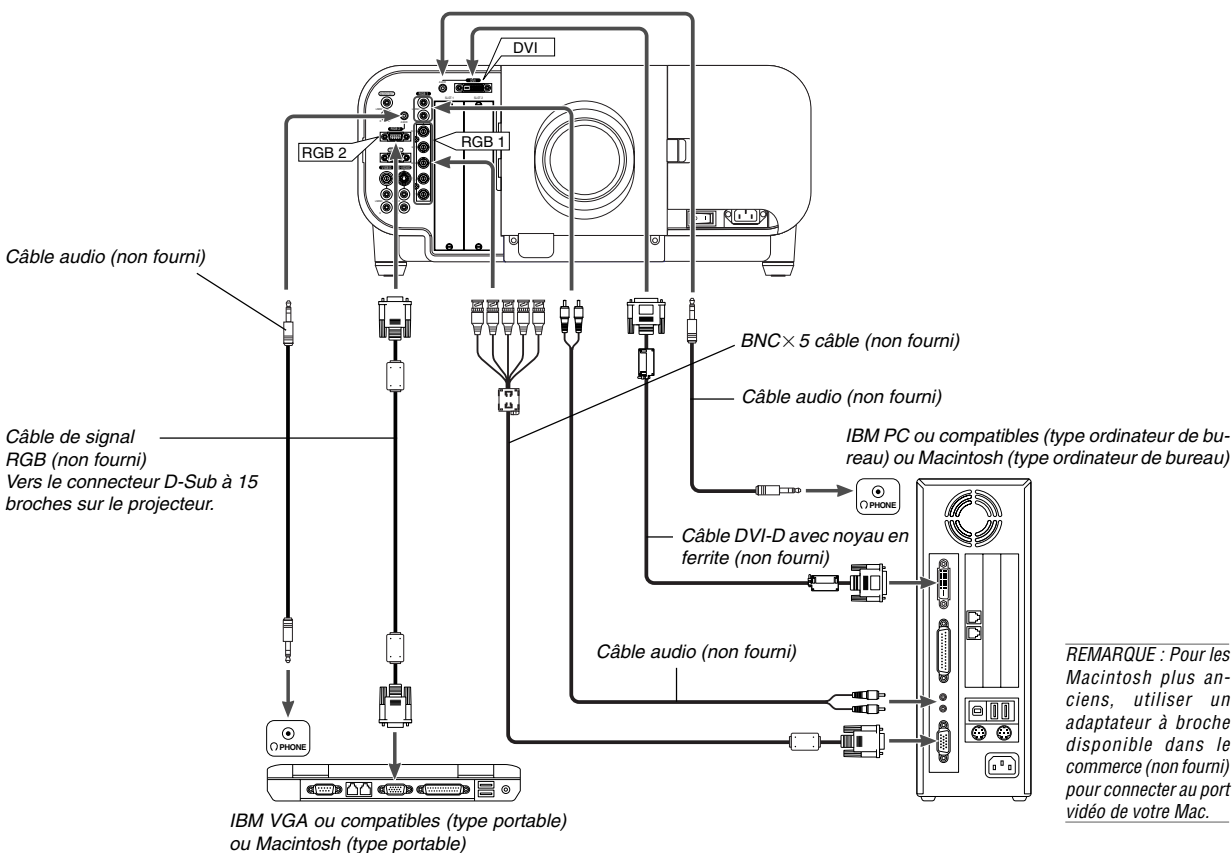 DVI
RGB 2
RGB 1
Câble audio (non fourni)
BNC× 5 câble (non fourni)
Câble audio (non fourni)
Câble de signal
RGB (non fourni)
Vers le connecteur D-Sub à 15
broches sur le projecteur.
IBM PC ou compatibles (type ordinateur de bu-
reau) ou Macintosh (type ordinateur de bureau)
PHONE
Câble DVI-D avec noyau en
ferrite (non fourni)
Câble audio (non fourni)
REMARQUE : Pour les
Macintosh plus an-
ciens, utiliser un
adaptateur à broche
disponible dans le
commerce (non fourni)
pour connecter au port
vidéo de votre Mac.
PHONE
IBM VGA ou compatibles (type portable)
ou Macintosh (type portable)